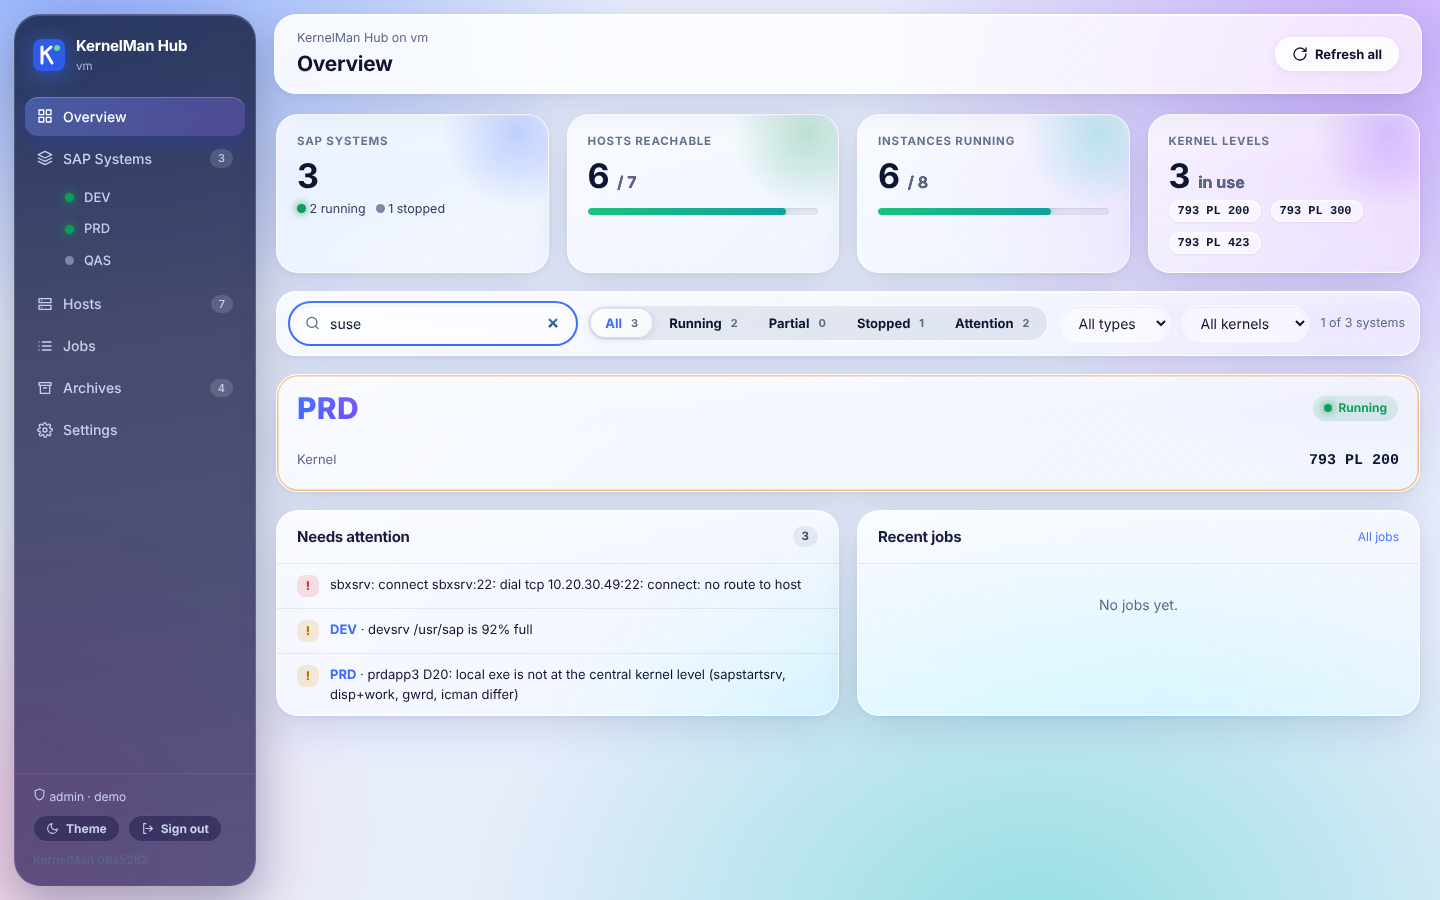 KernelMan Hub
vm
Overview
SAP Systems 3
DEV
PRD
QAS
Hosts 7
Jobs
Archives 4
Settings
admin · demo
Theme Sign out
KernelMan 09a5282
KernelMan Hub on vm
Overview
Refresh all
SAP SYSTEMS
3
2 running 1 stopped
HOSTS REACHABLE
6 / 7
INSTANCES RUNNING
6 / 8
KERNEL LEVELS
3 in use
793 PL 200 793 PL 300
793 PL 423
suse
All 3 Running 2 Partial 0 Stopped 1 Attention 2
All types All kernels 1 of 3 systems
PRD
Running
Kernel 793 PL 200
Needs attention 3
! sbxsrv: connect sbxsrv:22: dial tcp 10.20.30.49:22: connect: no route to host
! DEV · devsrv /usr/sap is 92% full
! PRD · prdapp3 D20: local exe is not at the central kernel level (sapstartsrv,
disp+work, gwrd, icman differ)
Recent jobs All jobs
No jobs yet.